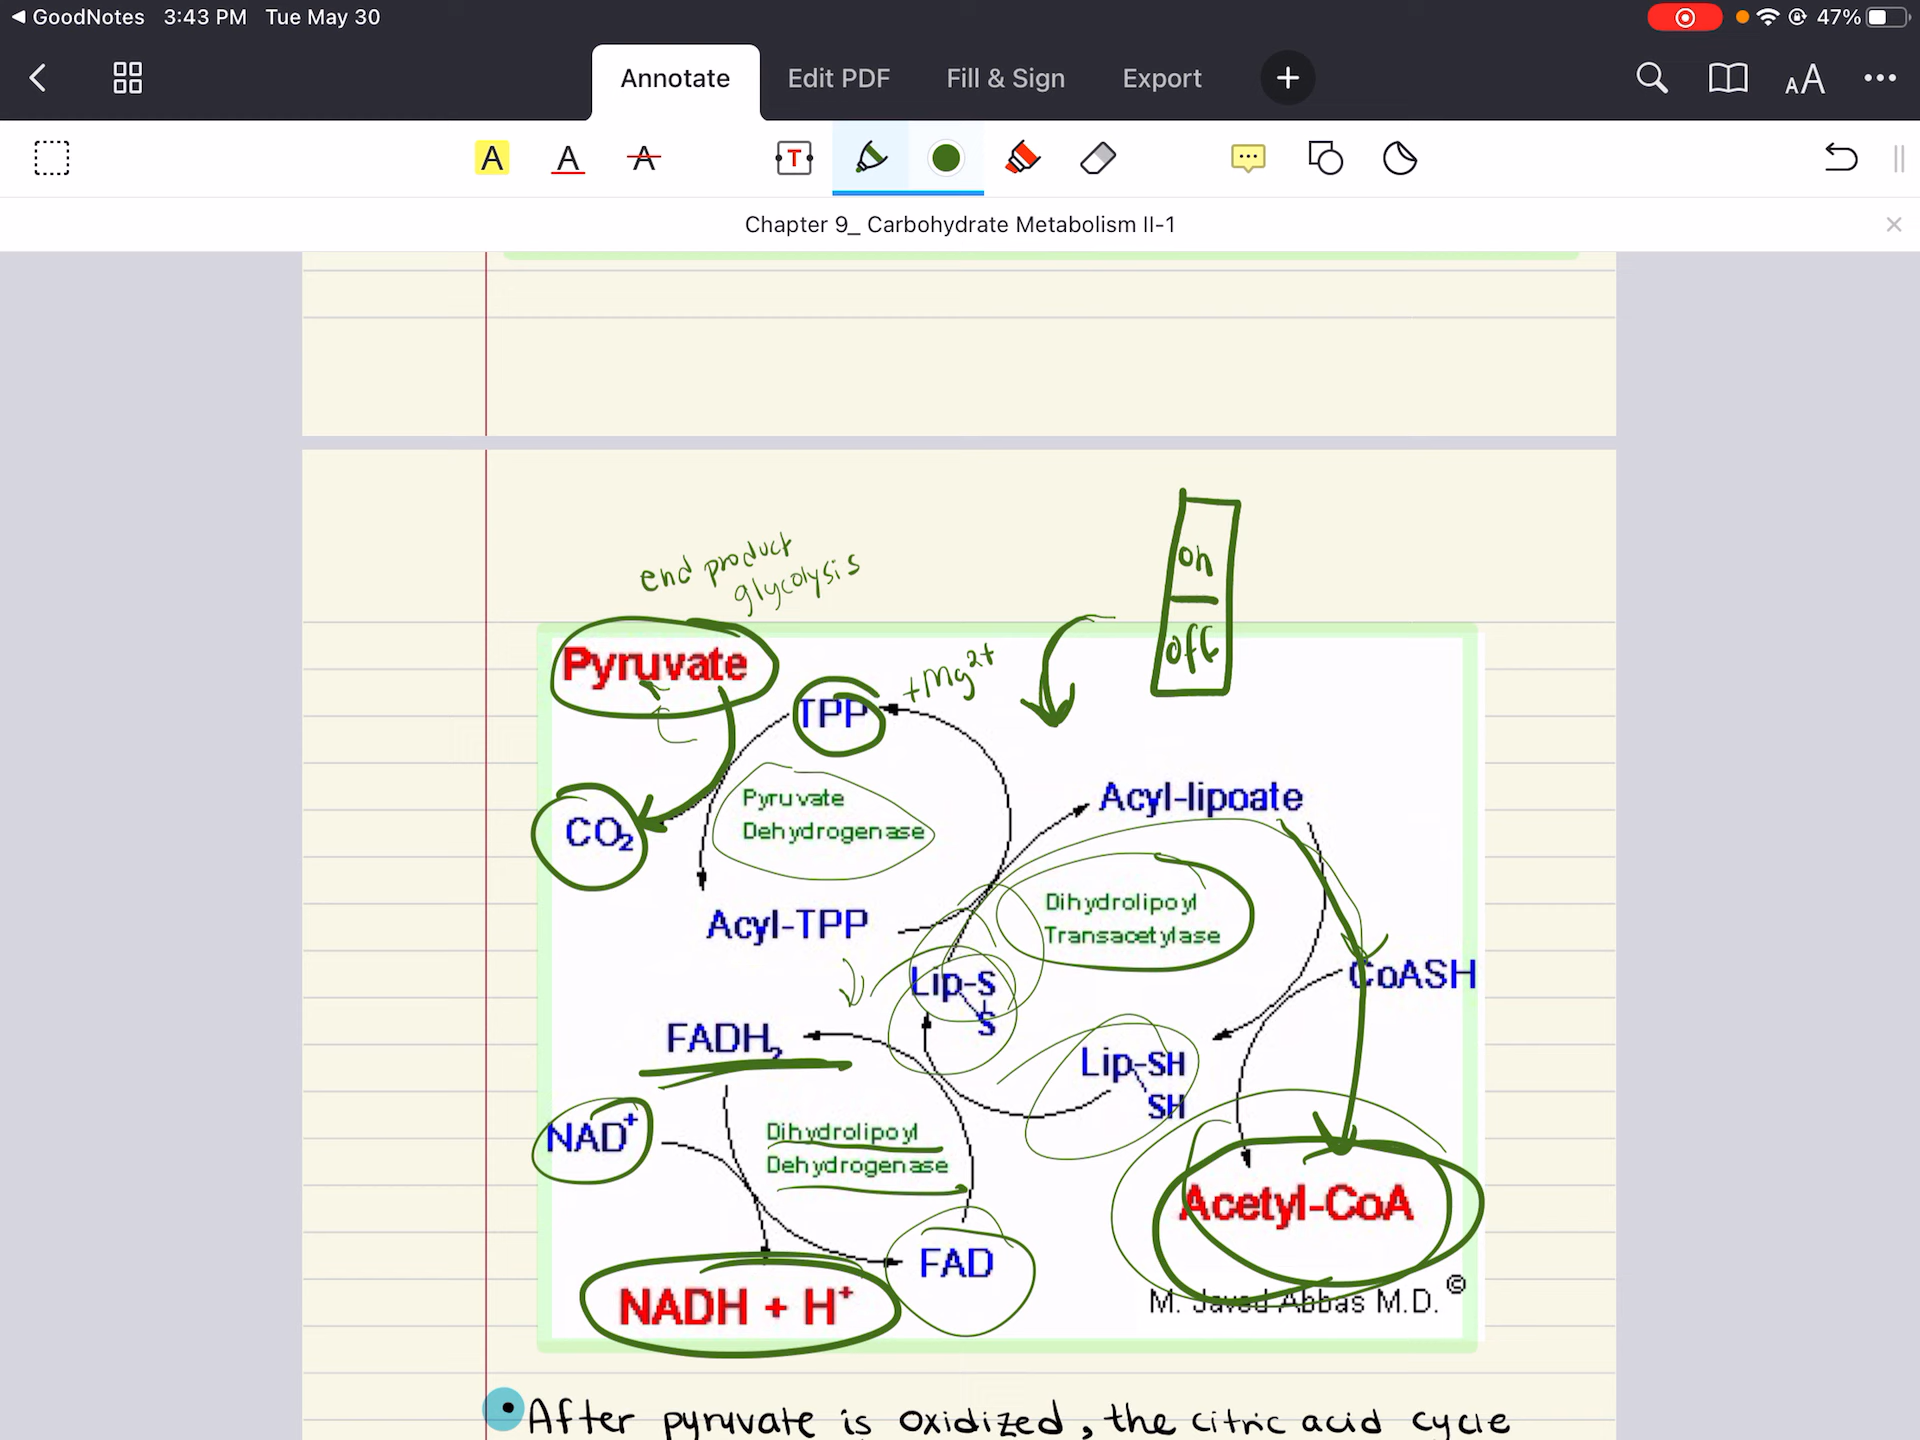 GoodNotes 3:43 PM Tue May 30 47%
Annotate Edit PDF Fill & Sign Export
A A A T AA
Chapter 9_ Carbohydrate Metabolism II-1
on
off
end product
glycolysis
Pyruvate
TPP
+Mg2+
CO₂
Pyruvate
Dehydrogenase
Acyl-lipoate
Acyl-TPP
Dihydrolipoyl
Transacetylase
Lip-S
S
CoASH
FADH₂
Lip-SH
SH
NAD⁺
Dihydrolipoyl
Dehydrogenase
Acetyl-CoA
FAD
NADH + H⁺
M. Javed Abbas M.D. ©
• After pyruvate is oxidized, the citric acid cycle